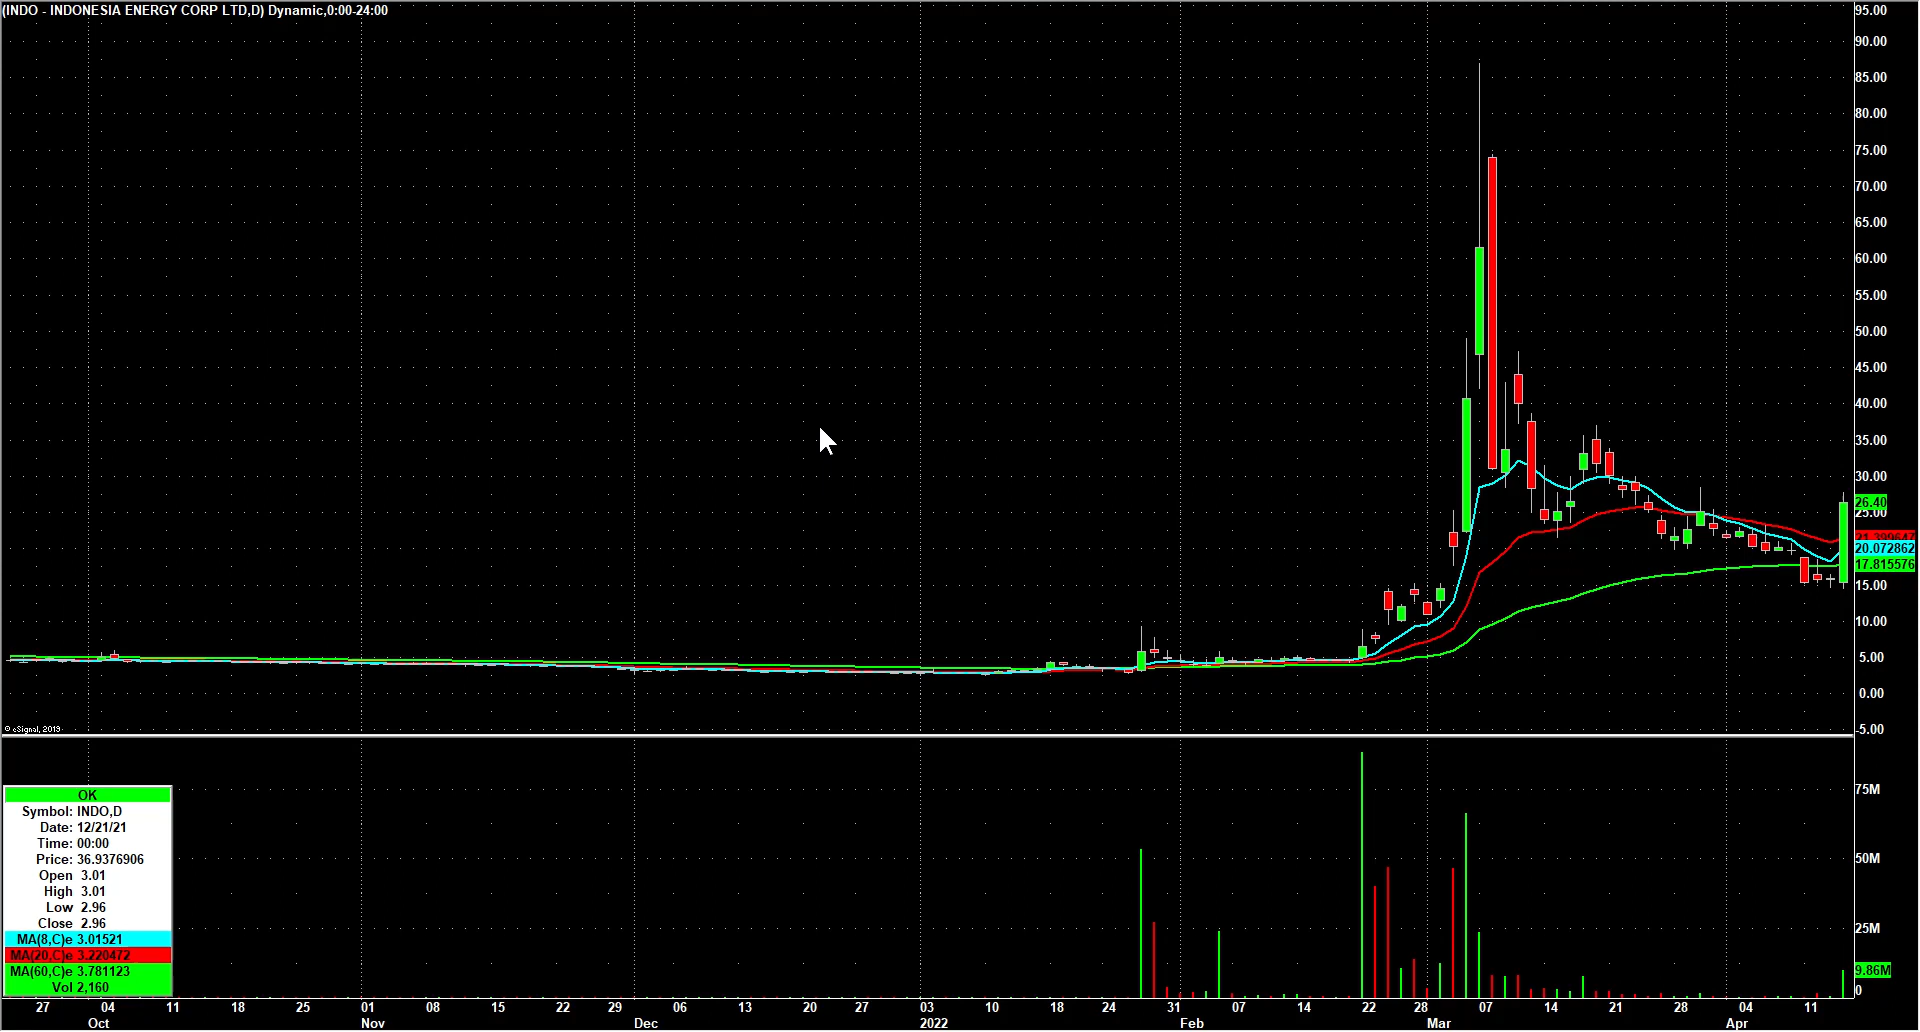 (INDO - INDONESIA ENERGY CORP LTD,D) Dynamic,0:00-24:00
95.00
90.00
85.00
80.00
75.00
70.00
65.00
60.00
55.00
50.00
45.00
40.00
35.00
30.00
26.40
25.00
21.399647
20.072862
17.815576
15.00
10.00
5.00
0.00
-5.00
© eSignal, 2019
75M
50M
25M
9.86M
0
OK
Symbol: INDO,D
Date: 12/21/21
Time: 00:00
Price: 36.9376906
Open 3.01
High 3.01
Low 2.96
Close 2.96
MA(8,C)e 3.01521
MA(20,C)e 3.220472
MA(60,C)e 3.781123
Vol 2,160
27 04 11 18 25 01 08 15 22 29 06 13 20 27 03 10 18 24 31 07 14 22 28 07 14 21 28 04 11
Oct Nov Dec 2022 Feb Mar Apr